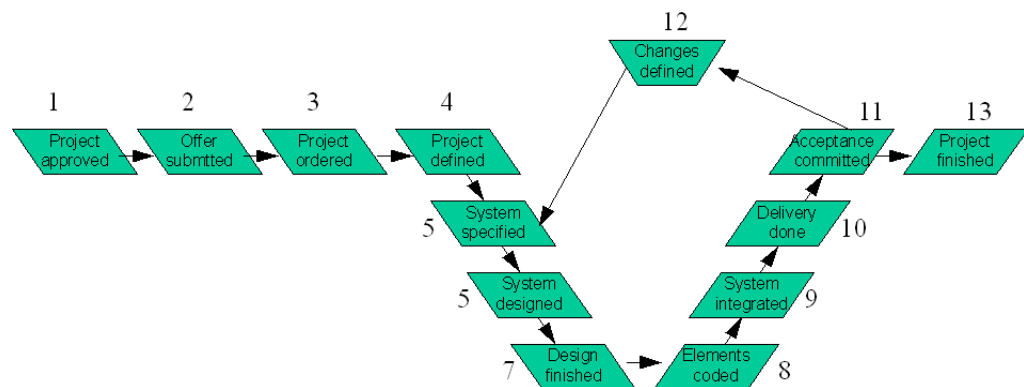 12
Changes
defined
1
2
3
4
11
13
Project
approved
Offer
submtted
Project
ordered
Project
defined
Acceptance
committed
Project
finished
5
System
specified
Delivery
done
10
5
System
designed
System
integrated
9
7
Design
finished
Elements
coded
8